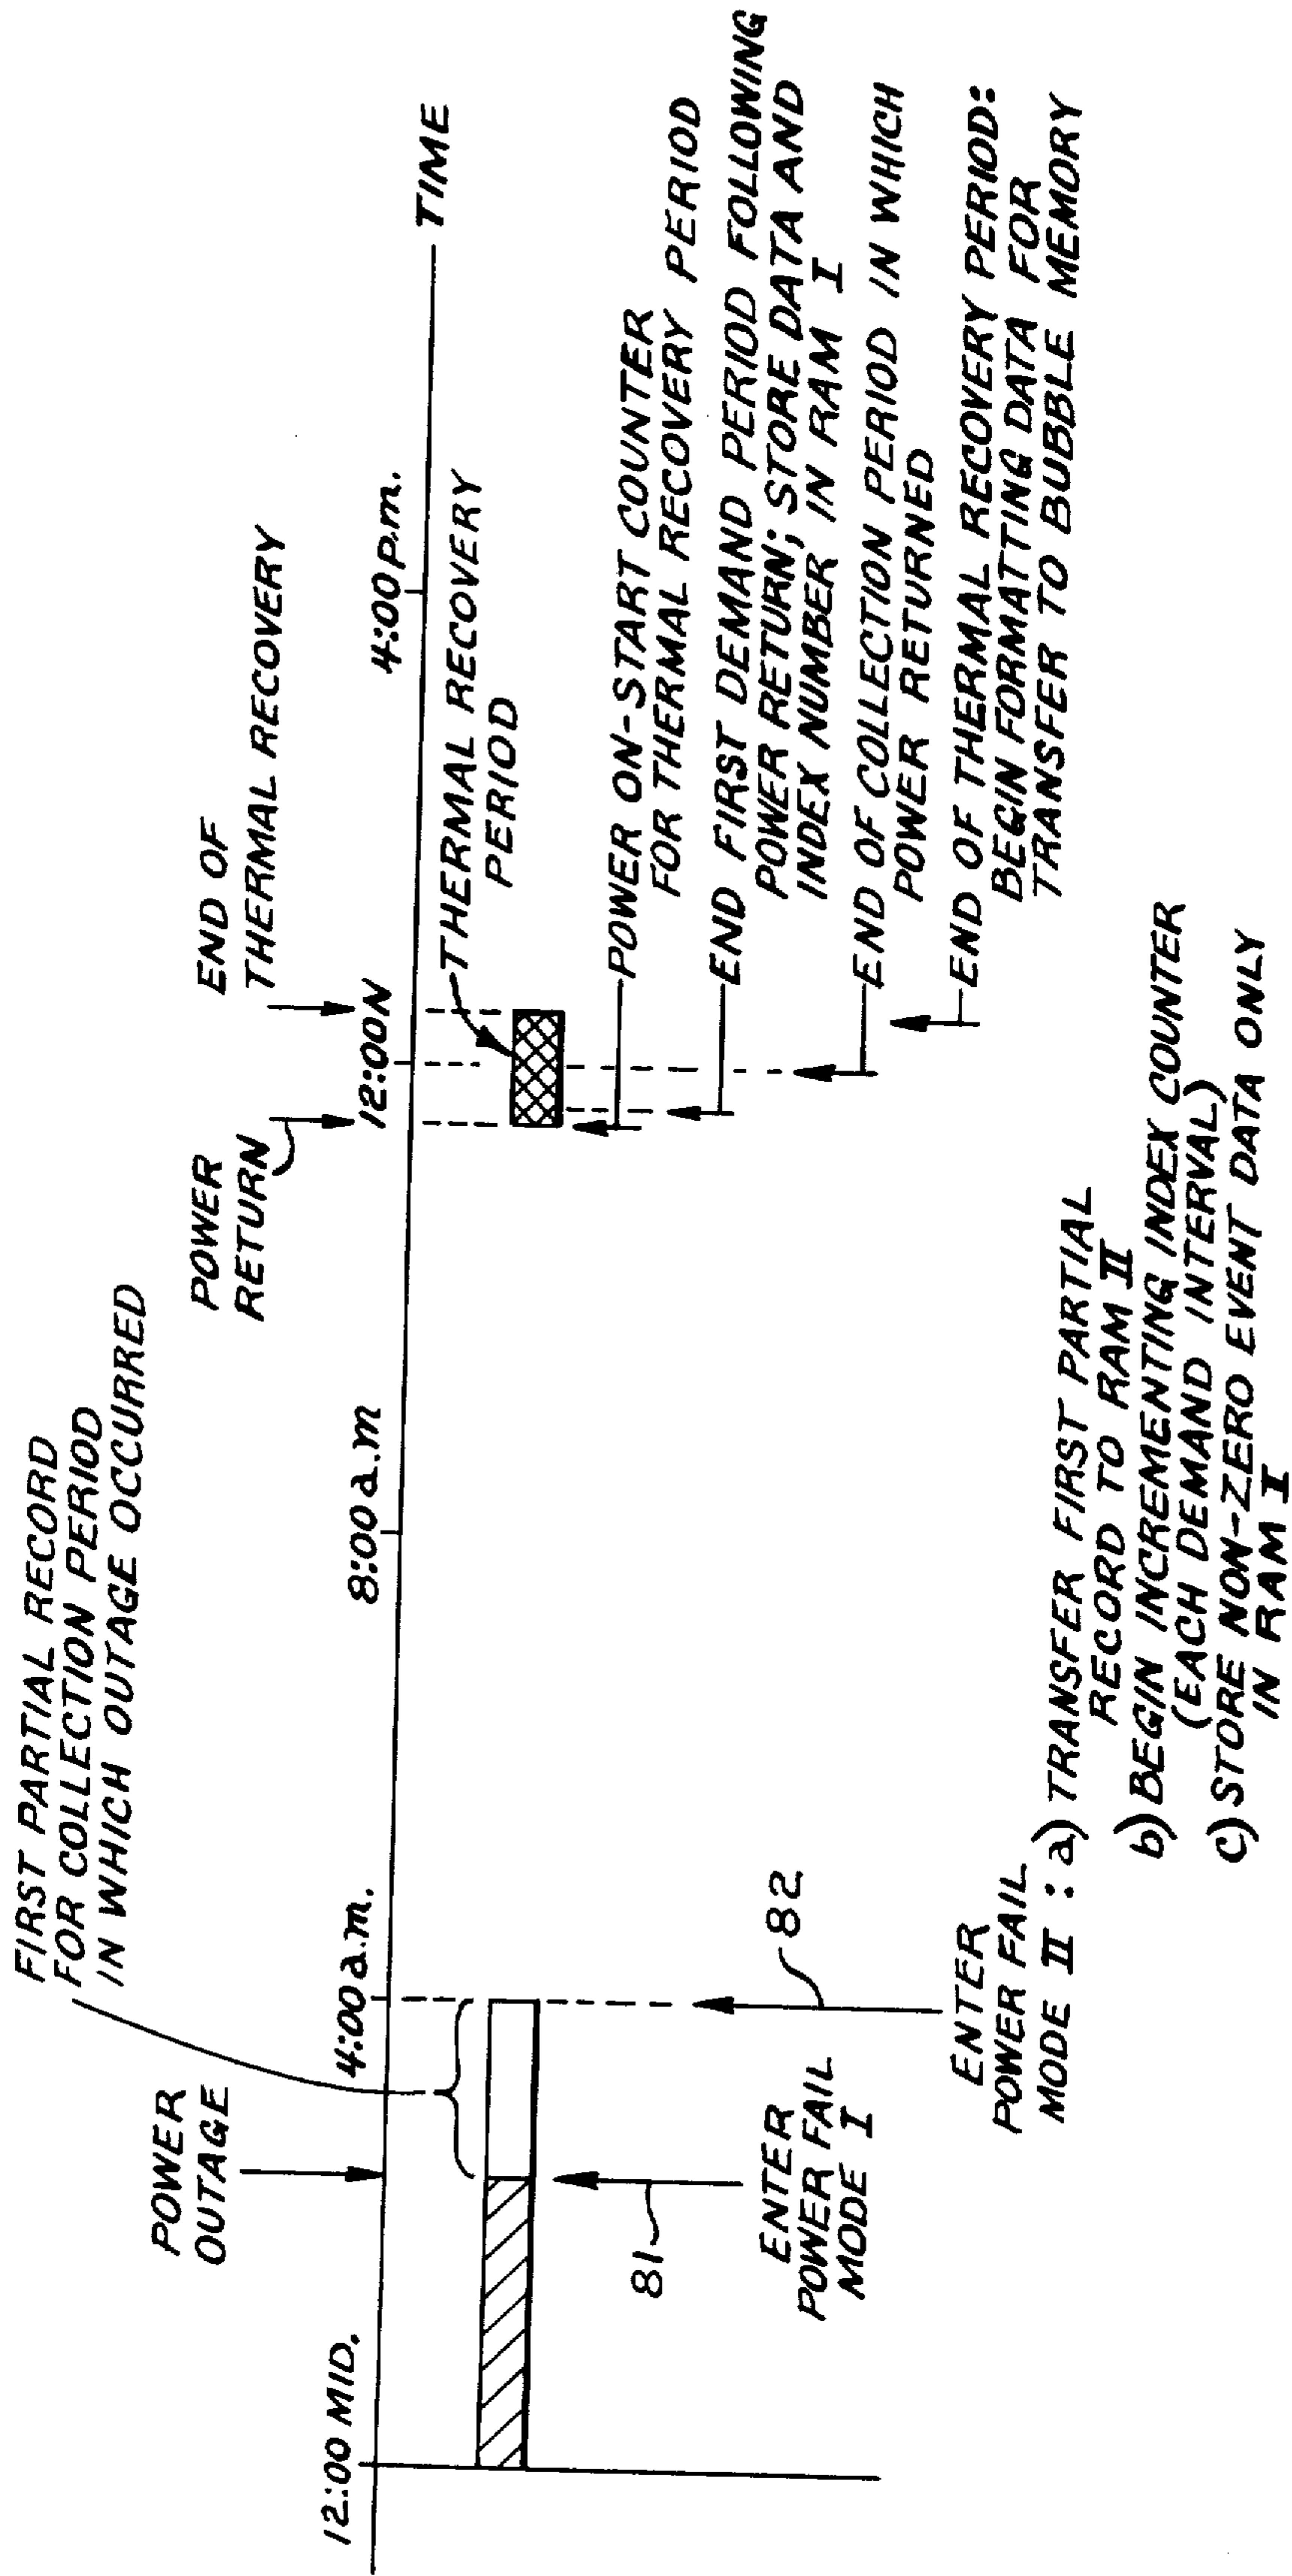 FIRST PARTIAL RECORD
FOR COLLECTION PERIOD
IN WHICH OUTAGE OCCURRED
POWER
OUTAGE
POWER
RETURN
END OF
THERMAL RECOVERY
12:00 MID.
4:00 a.m.
8:00 a.m
12:00N
4:00 p.m.
TIME
THERMAL RECOVERY
PERIOD
81
ENTER
POWER FAIL
MODE I
82
ENTER
POWER FAIL
MODE II : a) TRANSFER FIRST PARTIAL
RECORD TO RAM II
b) BEGIN INCREMENTING INDEX COUNTER
(EACH DEMAND INTERVAL)
c) STORE NON-ZERO EVENT DATA ONLY
IN RAM I
POWER ON-START COUNTER
FOR THERMAL RECOVERY PERIOD
END FIRST DEMAND PERIOD FOLLOWING
POWER RETURN; STORE DATA AND
INDEX NUMBER IN RAM I
END OF COLLECTION PERIOD IN WHICH
POWER RETURNED
END OF THERMAL RECOVERY PERIOD:
BEGIN FORMATTING DATA FOR
TRANSFER TO BUBBLE MEMORY